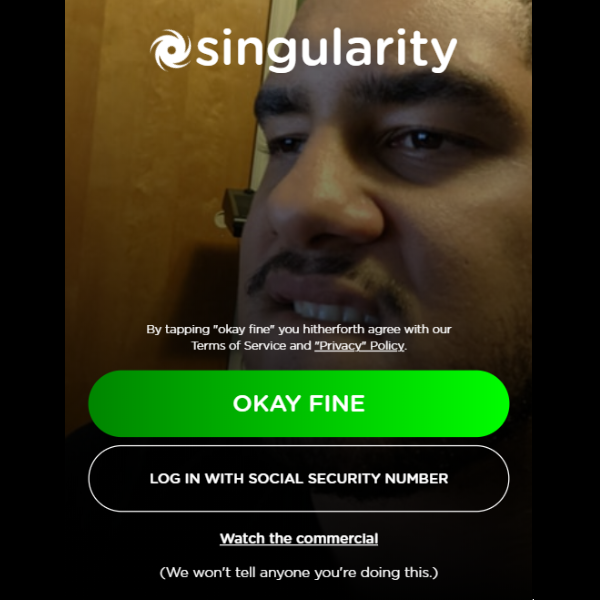 singularity
By tapping "okay fine" you hitherforth agree with our
Terms of Service and "Privacy" Policy.
OKAY FINE
LOG IN WITH SOCIAL SECURITY NUMBER
Watch the commercial
(We won't tell anyone you're doing this.)